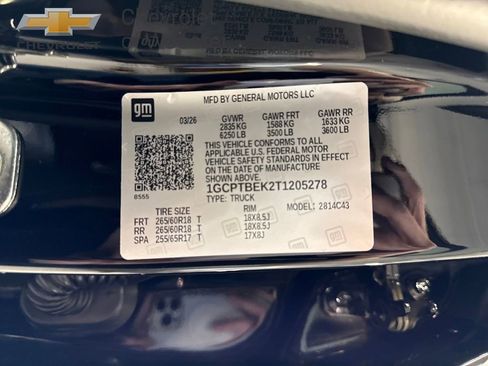 CHEVROLET
gm
MFD BY GENERAL MOTORS LLC
03/26 GVWR GAWR FRT GAWR RR
2835 KG 1588 KG 1633 KG
6250 LB 3500 LB 3600 LB
THIS VEHICLE CONFORMS TO ALL
APPLICABLE U.S. FEDERAL MOTOR
VEHICLE SAFETY STANDARDS IN EFFECT
ON THE DATE OF MANUFACTURE
SHOWN ABOVE.
1GCPTBEK2T1205278
B555 TYPE: TRUCK MODEL: 2814C43
TIRE SIZE RIM
FRT 265/60R18 T 18X8.5J
RR 265/60R18 T 18X8.5J
SPA 255/65R17 T 17X8J